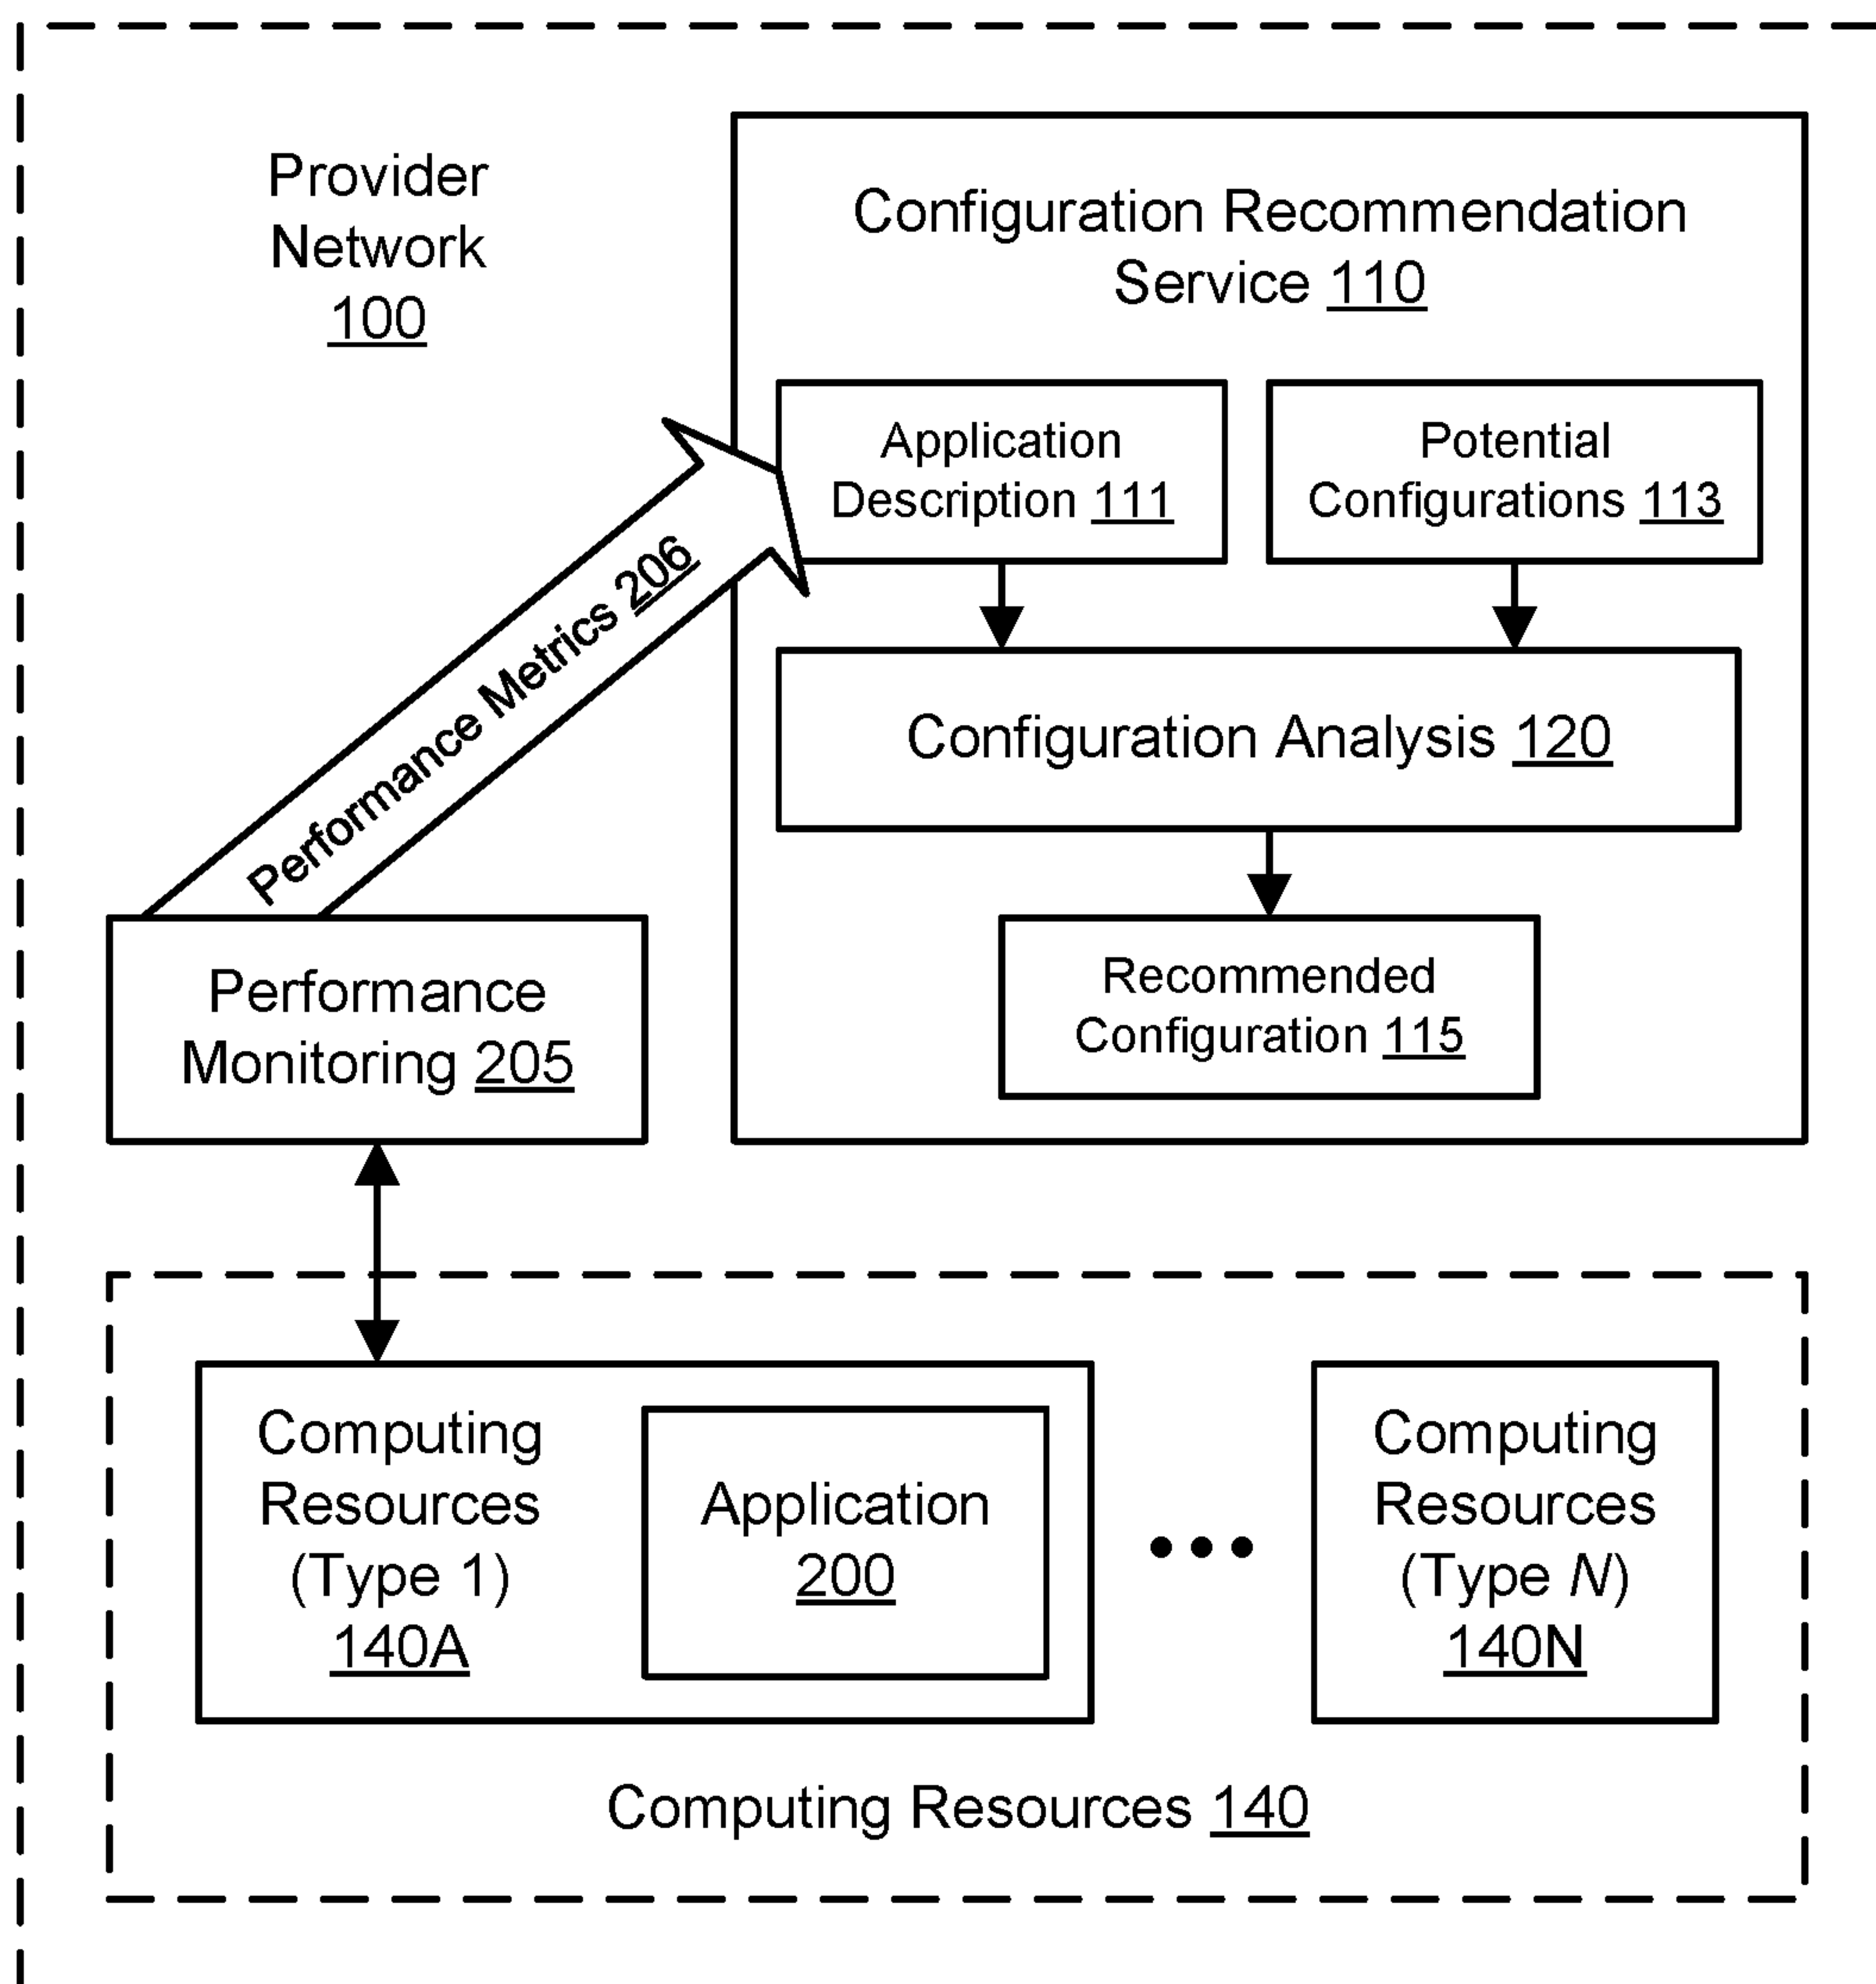 Provider
Network
100
Configuration Recommendation
Service 110
Application
Description 111
Potential
Configurations 113
Performance Metrics 206
Configuration Analysis 120
Recommended
Configuration 115
Performance
Monitoring 205
Computing
Resources
(Type 1)
140A
Application
200
Computing
Resources
(Type N)
140N
Computing Resources 140